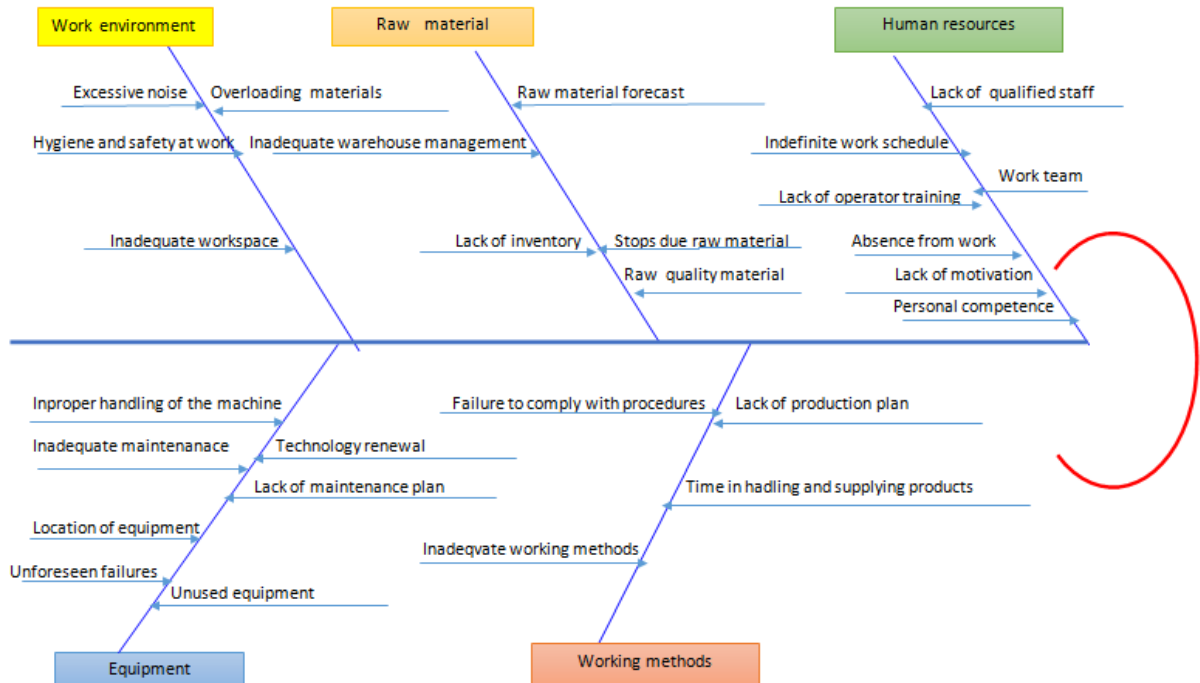 Work environment
Raw material
Human resources
Excessive noise
Overloading materials
Raw material forecast
Lack of qualified staff
Hygiene and safety at work
Inadequate warehouse management
Indefinite work schedule
Work team
Lack of operator training
Inadequate workspace
Lack of inventory
Stops due raw material
Absence from work
Raw quality material
Lack of motivation
Personal competence
Inproper handling of the machine
Failure to comply with procedures
Lack of production plan
Inadequate maintenanace
Technology renewal
Lack of maintenance plan
Time in hadling and supplying products
Location of equipment
Inadeqvate working methods
Unforeseen failures
Unused equipment
Equipment
Working methods